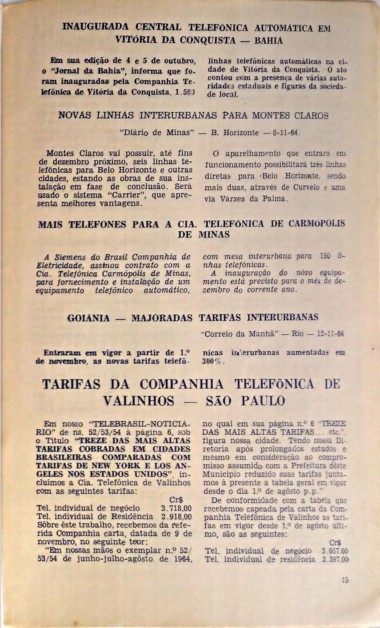 INAUGURADA CENTRAL TELEFÔNICA AUTOMÁTICA EM
VITÓRIA DA CONQUISTA — BAHIA
Em sua edição de 4 e 5 de outubro,
o "Jornal da Bahia", informa que fo-
ram inauguradas pela Companhia Te-
lefônica de Vitória da Conquista, 1.500
linhas telefônicas automáticas na ci-
dade de Vitória da Conquista. O ato
contou com a presença de várias auto-
ridades estaduais e figuras da socieda-
de local.
NOVAS LINHAS INTERURBANAS PARA MONTES CLAROS
"Diário de Minas" — B. Horizonte — 8-11-64.
Montes Claros vai possuir, até fins
de dezembro próximo, seis linhas te-
lefônicas para Belo Horizonte e outras
cidades, estando as obras de sua ins-
talação em fase de conclusão. Será
usado o sistema "Carrier", que apre-
senta melhores vantagens.
O aparelhamento que entrará em
funcionamento possibilitará três linhas
diretas para Belo Horizonte, sendo
mais duas, através de Curvelo e uma
via Várzea da Palma.
MAIS TELEFONES PARA A CIA. TELEFONICA DE CARMOPOLIS
DE MINAS
A Siemens do Brasil Companhia de
Eletricidade, assinou contrato com a
Cia. Telefônica Carmópolis de Minas,
para fornecimento e instalação de um
equipamento telefônico automático,
com mesa interurbana para 150 li-
nhas telefônicas.
A inauguração do nôvo equipa-
mento está prevista para o mês de de-
zembro do corrente ano.
GOIANIA — MAJORADAS TARIFAS INTERURBANAS
"Correio da Manhã" — Rio — 12-11-64
Entraram em vigor a partir de 1.º
de novembro, as novas tarifas telefô-
nicas interurbanas aumentadas em
300%.
TARIFAS DA COMPANHIA TELEFÔNICA DE
VALINHOS — SÃO PAULO
Em nosso "TELEBRASIL-NOTICIÁ-
RIO" de ns. 52/53/54 à página 6, sob
o Título "TREZE DAS MAIS ALTAS
TARIFAS COBRADAS EM CIDADES
BRASILEIRAS COMPARADAS COM
TARIFAS DE NEW YORK E LOS AN-
GELES NOS ESTADOS UNIDOS", in-
cluímos a Cia. Telefônica de Valinhos
com as seguintes tarifas:
Cr$
Tel. individual de negócio 3.718,00
Tel. individual de Residência 2.918,00
Sôbre êste trabalho, recebemos da refe-
rida Companhia carta, datada de 9 de
novembro, no seguinte teor:
"Em nossas mãos o exemplar n.º 52/
53/54 de junho-julho-agôsto de 1964,
no qual em sua página n.º 6 "TREZE
DAS MAIS ALTAS TARIFAS... etc.".
figura nossa cidade. Tendo nossa Di-
retoria após prolongados estudos e
mesmo em consideração ao compro-
misso assumido com a Prefeitura dêste
Município reduzido suas tarifas junta-
mos à presente a tabela geral em vigor
desde o dia 1.º de agôsto p.p."
De conformidade com a tabela que
recebemos capeada pela carta da Com-
panhia Telefônica de Valinhos as tari-
fas em vigor desde 1.º de agôsto últi-
mo, são as seguintes:
Cr$
Tel. individual de negócio
Tel. individual de residência
15